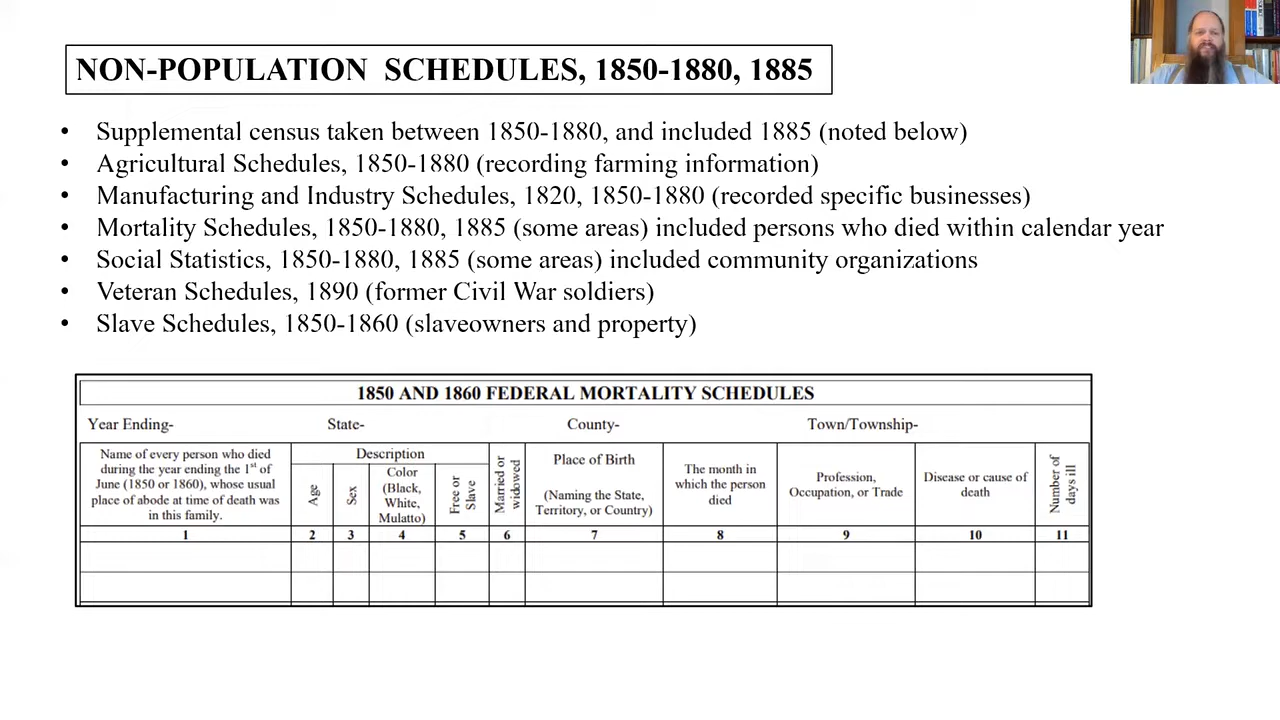 NON-POPULATION SCHEDULES, 1850-1880, 1885
• Supplemental census taken between 1850-1880, and included 1885 (noted below)
• Agricultural Schedules, 1850-1880 (recording farming information)
• Manufacturing and Industry Schedules, 1820, 1850-1880 (recorded specific businesses)
• Mortality Schedules, 1850-1880, 1885 (some areas) included persons who died within calendar year
• Social Statistics, 1850-1880, 1885 (some areas) included community organizations
• Veteran Schedules, 1890 (former Civil War soldiers)
• Slave Schedules, 1850-1860 (slaveowners and property)
1850 AND 1860 FEDERAL MORTALITY SCHEDULES
Year Ending- State- County- Town/Township-
Name of every person who died
during the year ending the 1st of
June (1850 or 1860), whose usual
place of abode at time of death was
in this family.
Description
Age
Sex
Color
(Black,
White,
Mulatto)
Free or
Slave
Married or
widowed
Place of Birth
(Naming the State,
Territory, or Country)
The month in
which the person
died
Profession,
Occupation, or Trade
Disease or cause of
death
Number of
days ill
1 2 3 4 5 6 7 8 9 10 11